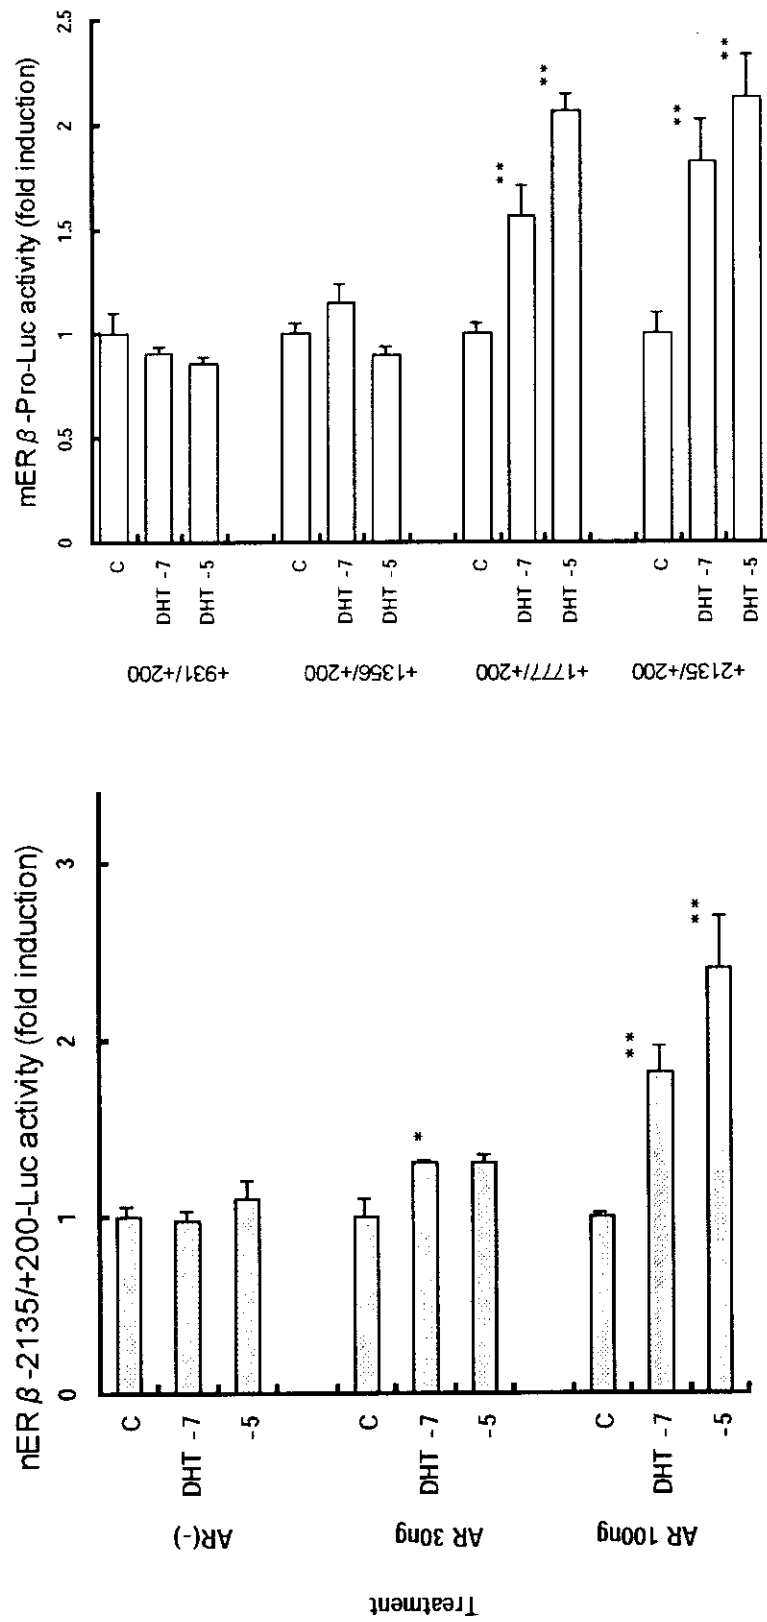 mERβ-Pro-Luc activity (fold induction)
0
0.5
1
1.5
2
2.5
C
DHT -7
DHT -5
+931/+200
C
DHT -7
DHT -5
+1356/+200
C
DHT -7
DHT -5
+1777/+200
C
DHT -7
DHT -5
+2135/+200
**
**
**
**
nERβ-2135/+200-Luc activity (fold induction)
0
1
2
3
C
DHT -7
-5
AR(-)
C
DHT -7
-5
AR 30ng
C
DHT -7
-5
AR 100ng
*
**
**
Treatment